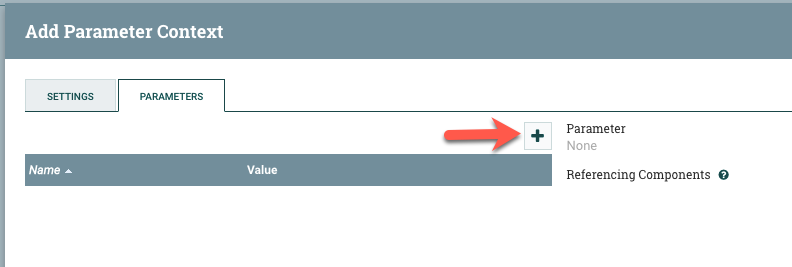 Add Parameter Context
SETTINGS
PARAMETERS
Parameter
None
Name
Value
Referencing Components